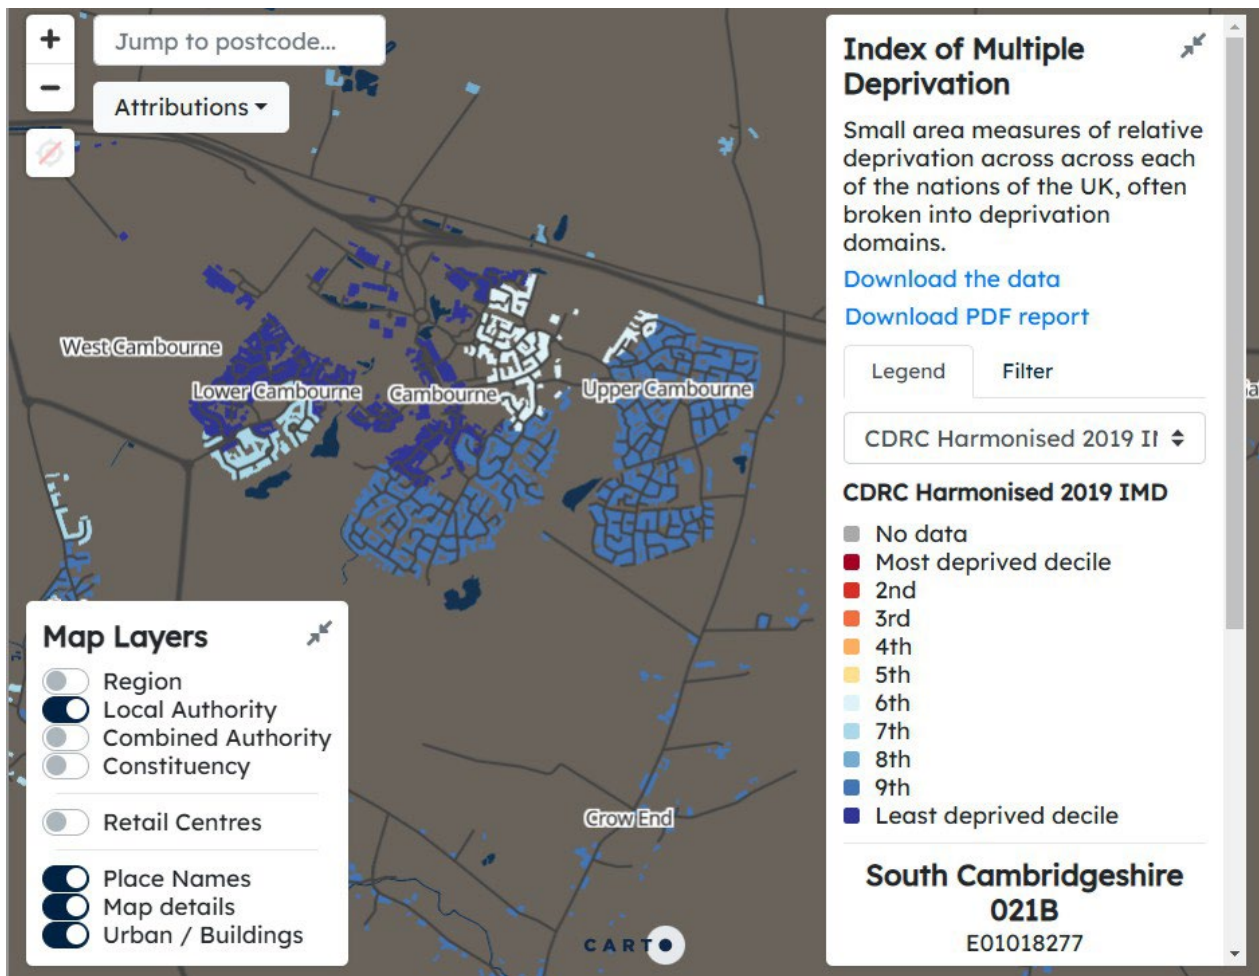 +
Jump to postcode...
−
Attributions
West Cambourne
Lower Cambourne
Cambourne
Upper Cambourne
Crow End
CARTO
Map Layers
Region
Local Authority
Combined Authority
Constituency
Retail Centres
Place Names
Map details
Urban / Buildings
Index of Multiple
Deprivation
Small area measures of relative
deprivation across across each
of the nations of the UK, often
broken into deprivation
domains.
Download the data
Download PDF report
Legend
Filter
CDRC Harmonised 2019 I
CDRC Harmonised 2019 IMD
No data
Most deprived decile
2nd
3rd
4th
5th
6th
7th
8th
9th
Least deprived decile
South Cambridgeshire
021B
E01018277